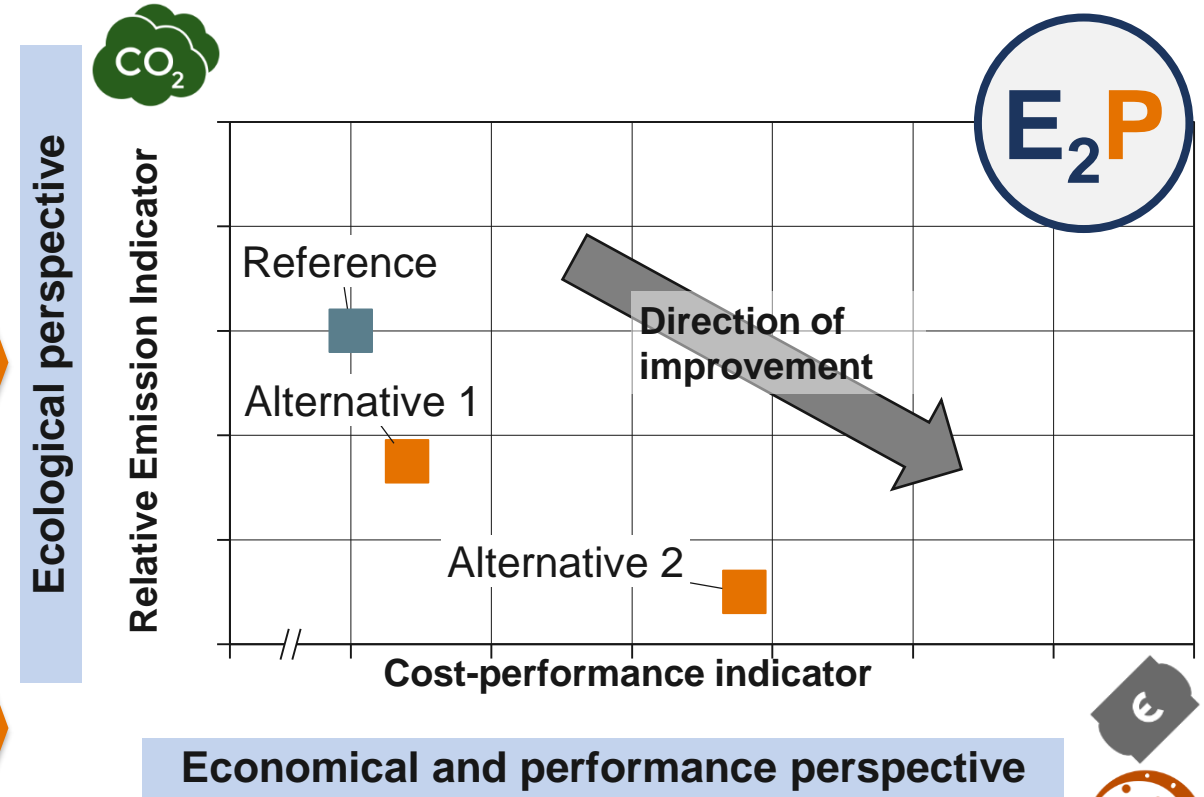 CO₂
E₂P
Ecological perspective
Relative Emission Indicator
Reference
Direction of
improvement
Alternative 1
Alternative 2
Cost-performance indicator
€
Economical and performance perspective